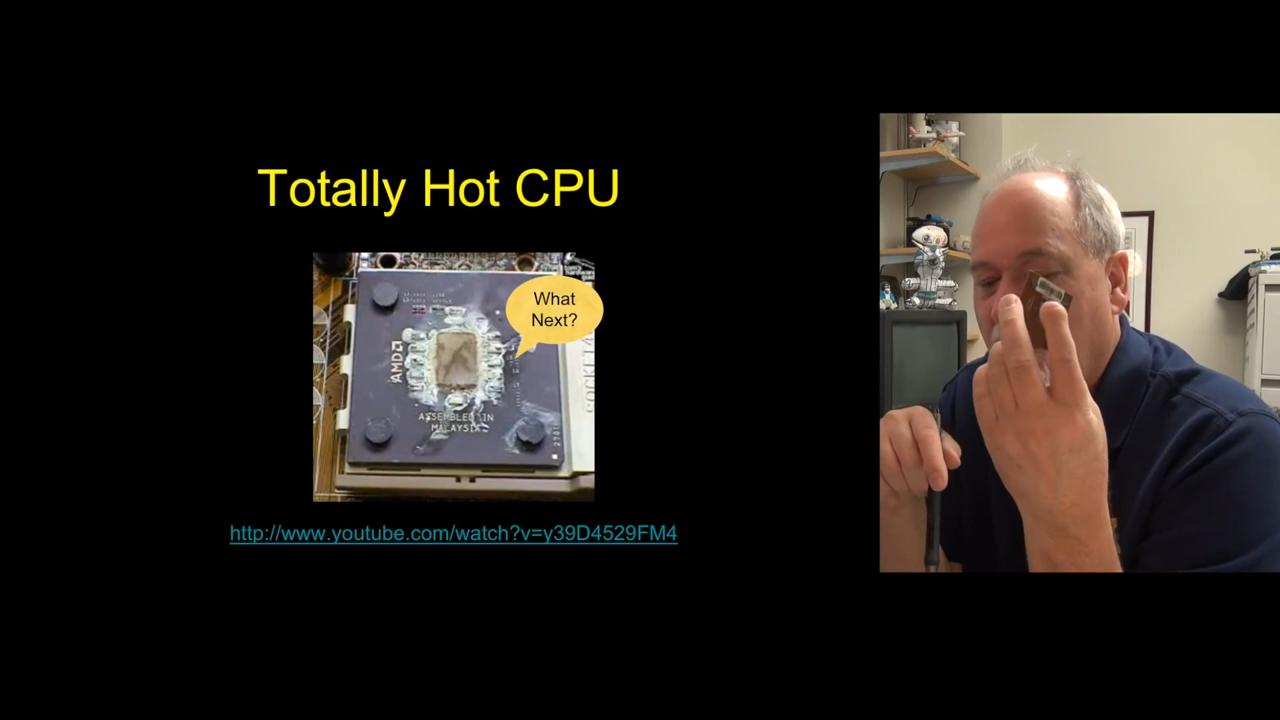 Totally Hot CPU
What
Next?
AMD
ASSEMBLED IN
MALAYSIA
http://www.youtube.com/watch?v=y39D4529FM4